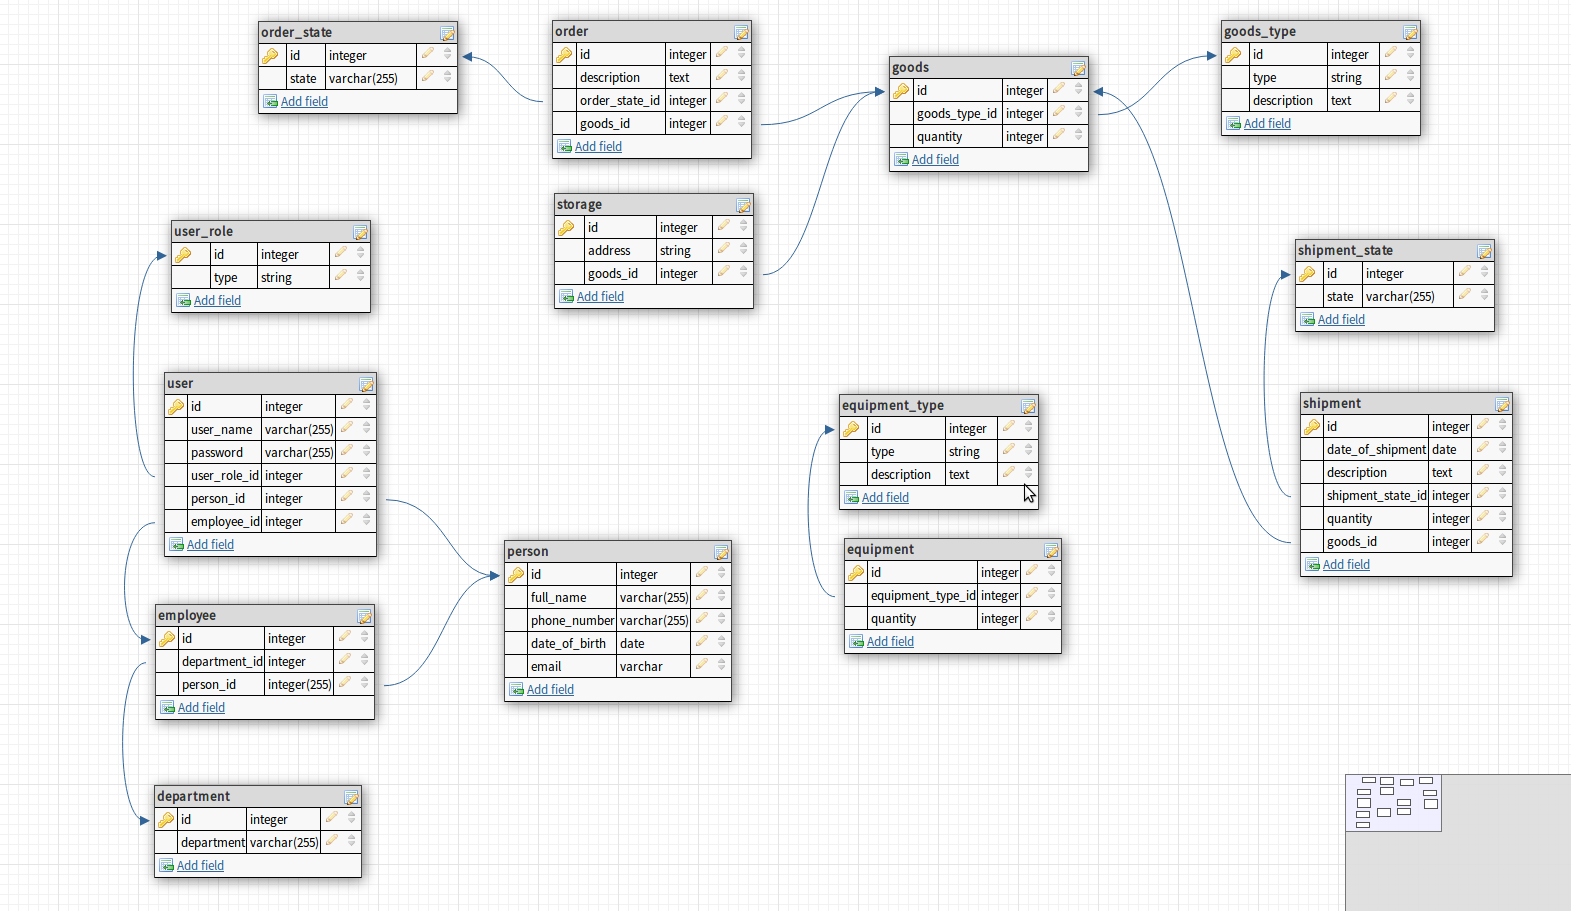 order_state
id integer
state varchar(255)
Add field
order
id integer
description text
order_state_id integer
goods_id integer
Add field
goods
id integer
goods_type_id integer
quantity integer
Add field
goods_type
id integer
type string
description text
Add field
storage
id integer
address string
goods_id integer
Add field
user_role
id integer
type string
Add field
shipment_state
id integer
state varchar(255)
Add field
user
id integer
user_name varchar(255)
password varchar(255)
user_role_id integer
person_id integer
employee_id integer
Add field
equipment_type
id integer
type string
description text
Add field
shipment
id integer
date_of_shipment date
description text
shipment_state_id integer
quantity integer
goods_id integer
Add field
person
id integer
full_name varchar(255)
phone_number varchar(255)
date_of_birth date
email varchar
Add field
equipment
id integer
equipment_type_id integer
quantity integer
Add field
employee
id integer
department_id integer
person_id integer(255)
Add field
department
id integer
department varchar(255)
Add field